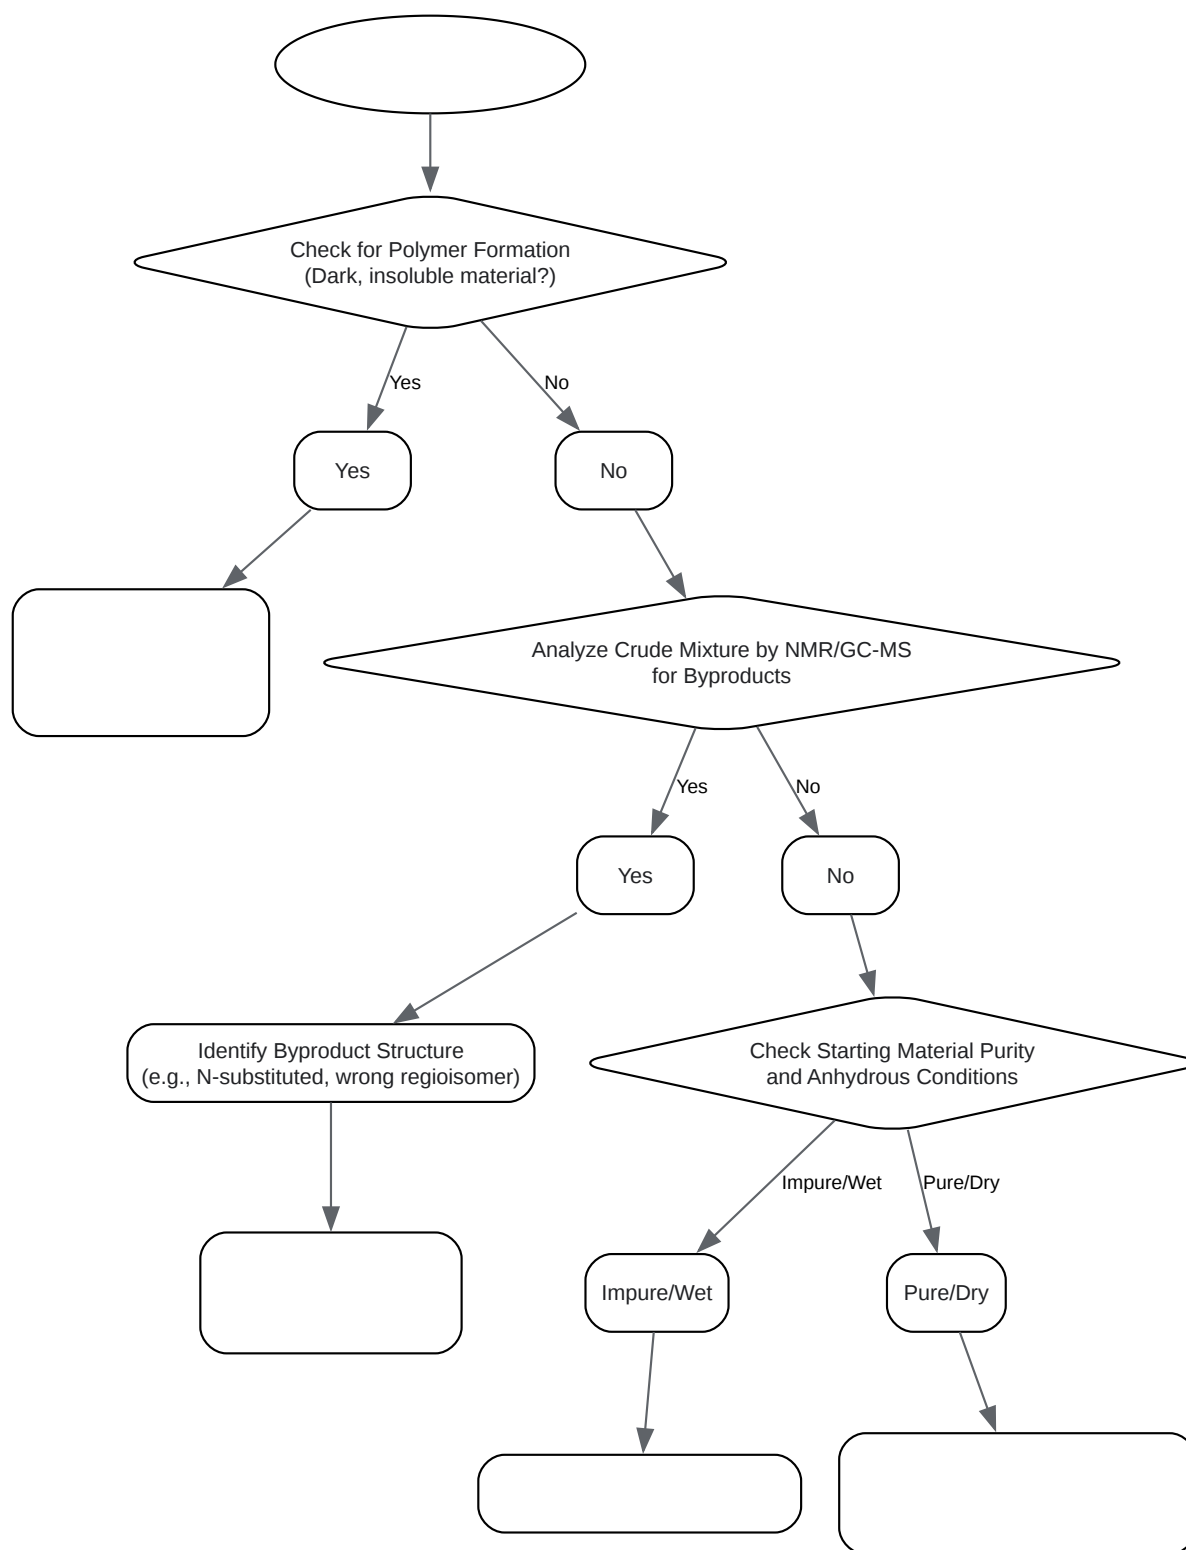 Check for Polymer Formation
(Dark, insoluble material?)
Yes
No
Yes
No
Analyze Crude Mixture by NMR/GC-MS
for Byproducts
Yes
No
Yes
No
Identify Byproduct Structure
(e.g., N-substituted, wrong regioisomer)
Check Starting Material Purity
and Anhydrous Conditions
Impure/Wet
Pure/Dry
Impure/Wet
Pure/Dry